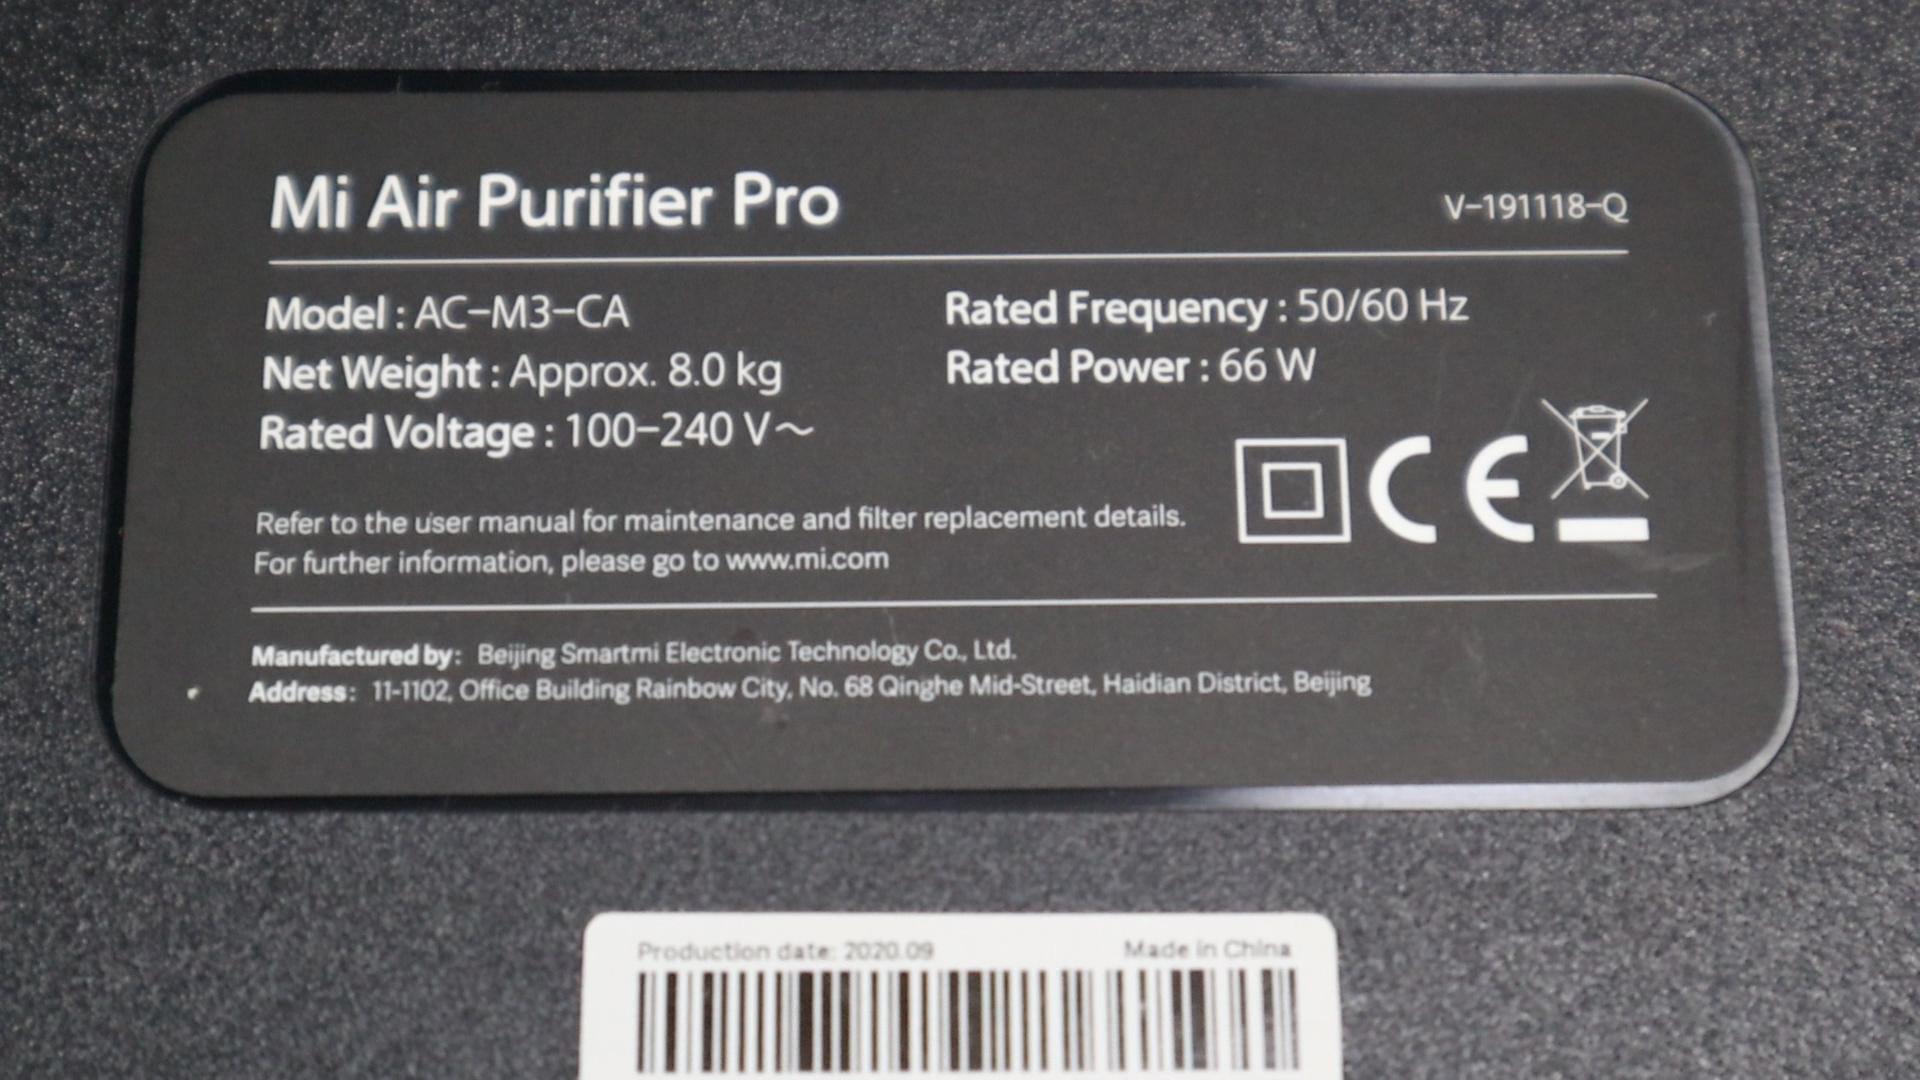 Mi Air Purifier Pro
V-191118-Q
Model : AC-M3-CA
Net Weight : Approx. 8.0 kg
Rated Voltage : 100-240 V~
Rated Frequency : 50/60 Hz
Rated Power : 66 W
CE
Refer to the user manual for maintenance and filter replacement details.
For further information, please go to www.mi.com
Manufactured by: Beijing Smartmi Electronic Technology Co., Ltd.
Address: 11-1102, Office Building Rainbow City, No. 68 Qinghe Mid-Street, Haidian District, Beijing
Production date: 2020.09
Made in China